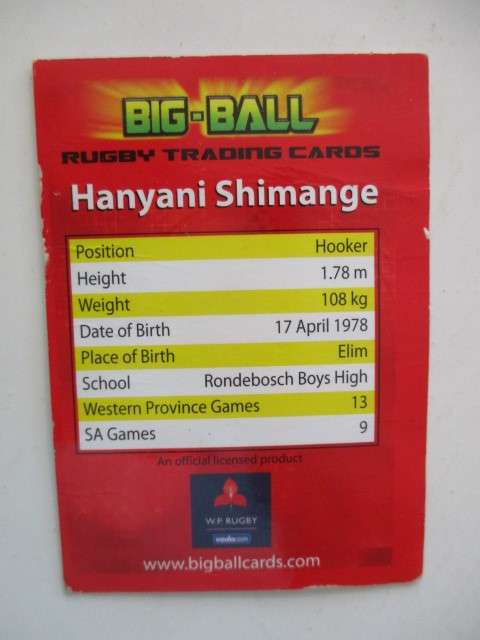 BIG-BALL
RUGBY TRADING CARDS
Hanyani Shimange
Position Hooker
Height 1.78 m
Weight 108 kg
Date of Birth 17 April 1978
Place of Birth Elim
School Rondebosch Boys High
Western Province Games 13
SA Games 9
An official licensed product
W.P. RUGBY
www.bigballcards.com